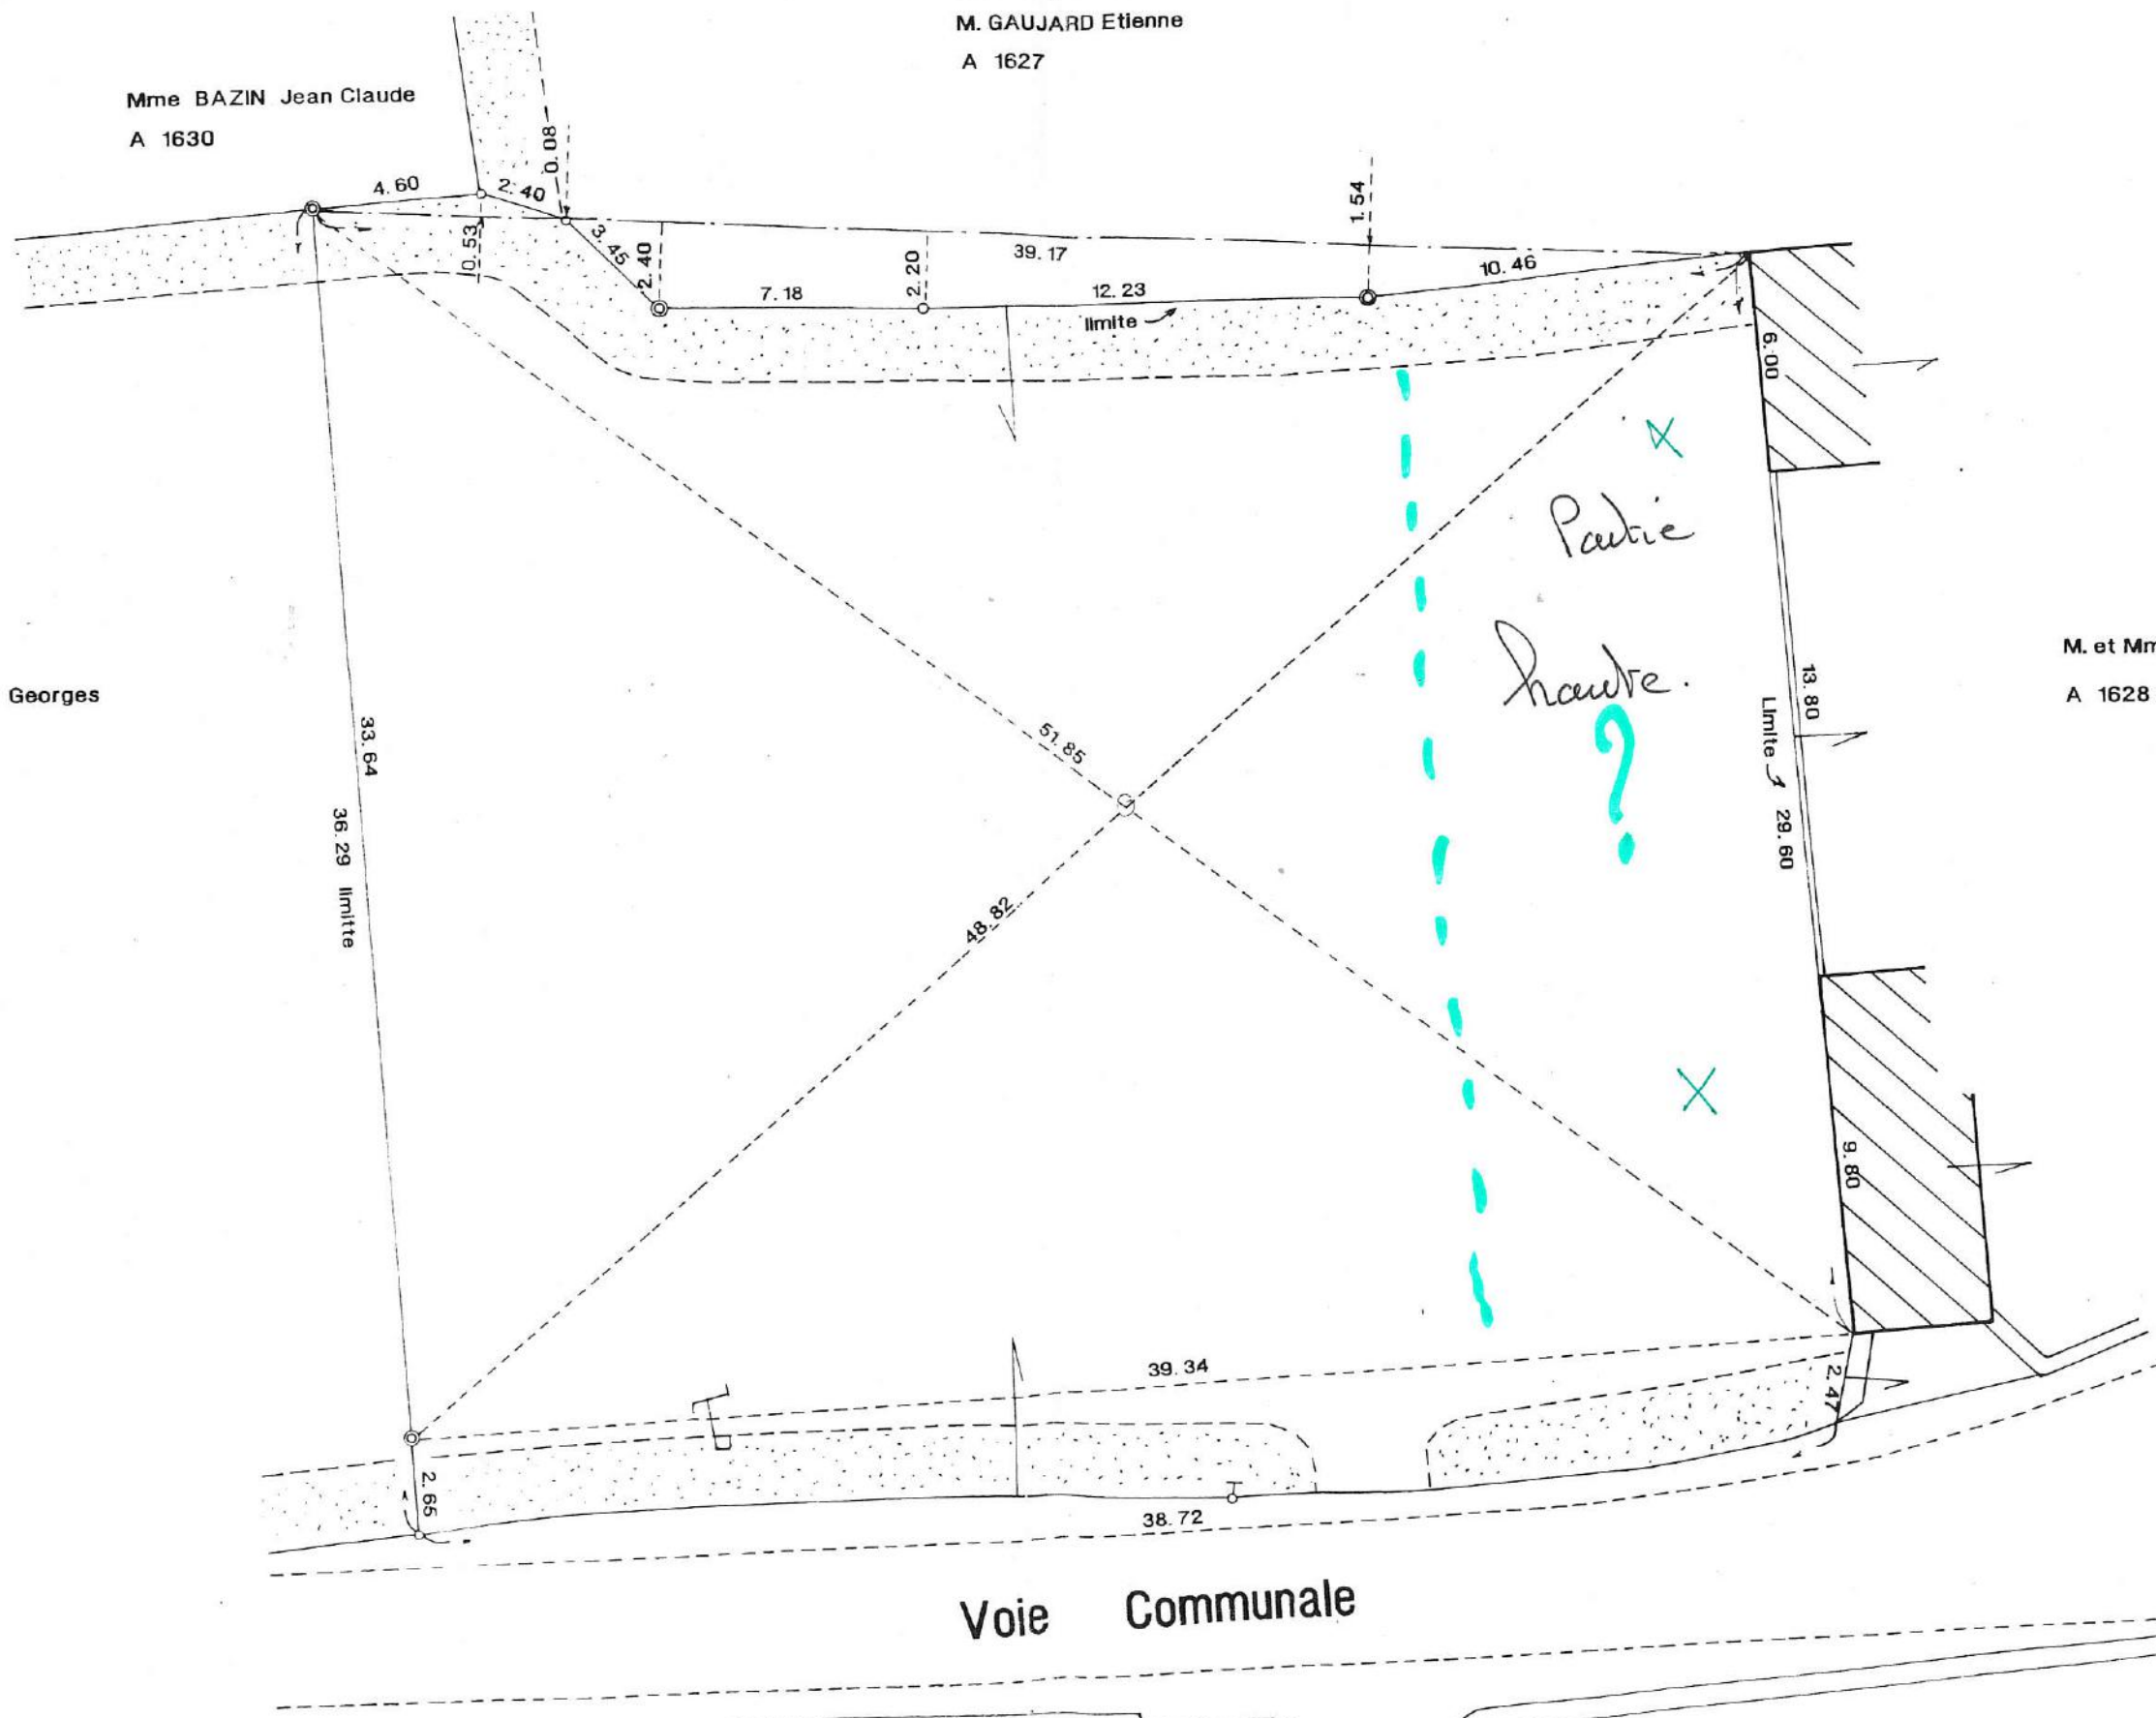 M. GAUJARD Etienne
A 1627
Mme BAZIN Jean Claude
A 1630
0.08
4.60
2.40
1.54
0.53
3.45
2.40
2.20
39.17
10.46
7.18
12.23
limite
6.00
Partie
haute.
?
M. et Mm
A 1628
Georges
13.80
Limite
29.60
33.64
36.29 limitte
51.85
48.82
9.80
39.34
2.47
2.65
38.72
Voie Communale